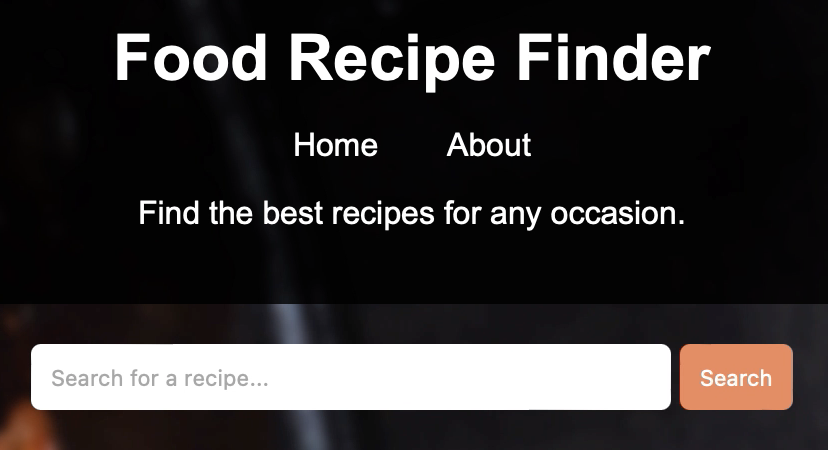 Food Recipe Finder
Home About
Find the best recipes for any occasion.
Search for a recipe... Search